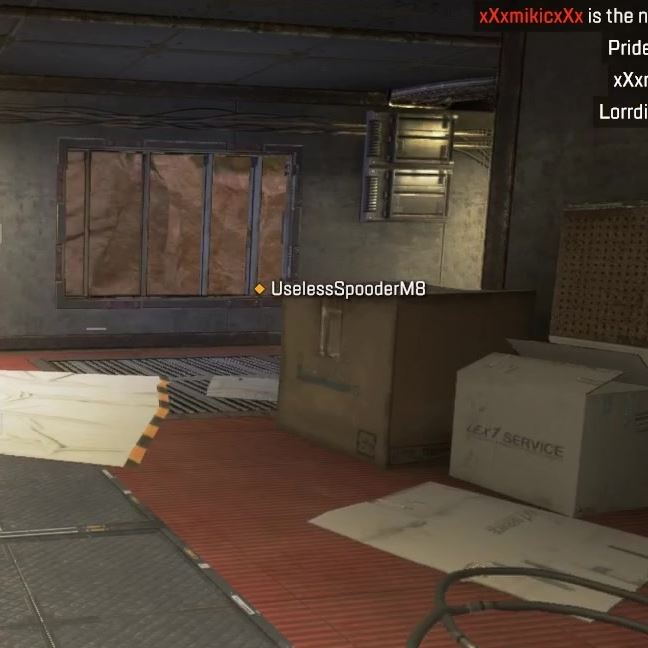 xXxmikicxXx is the n
Pride
xXx
Lorrdi
UselessSpooderM8
SERVICE